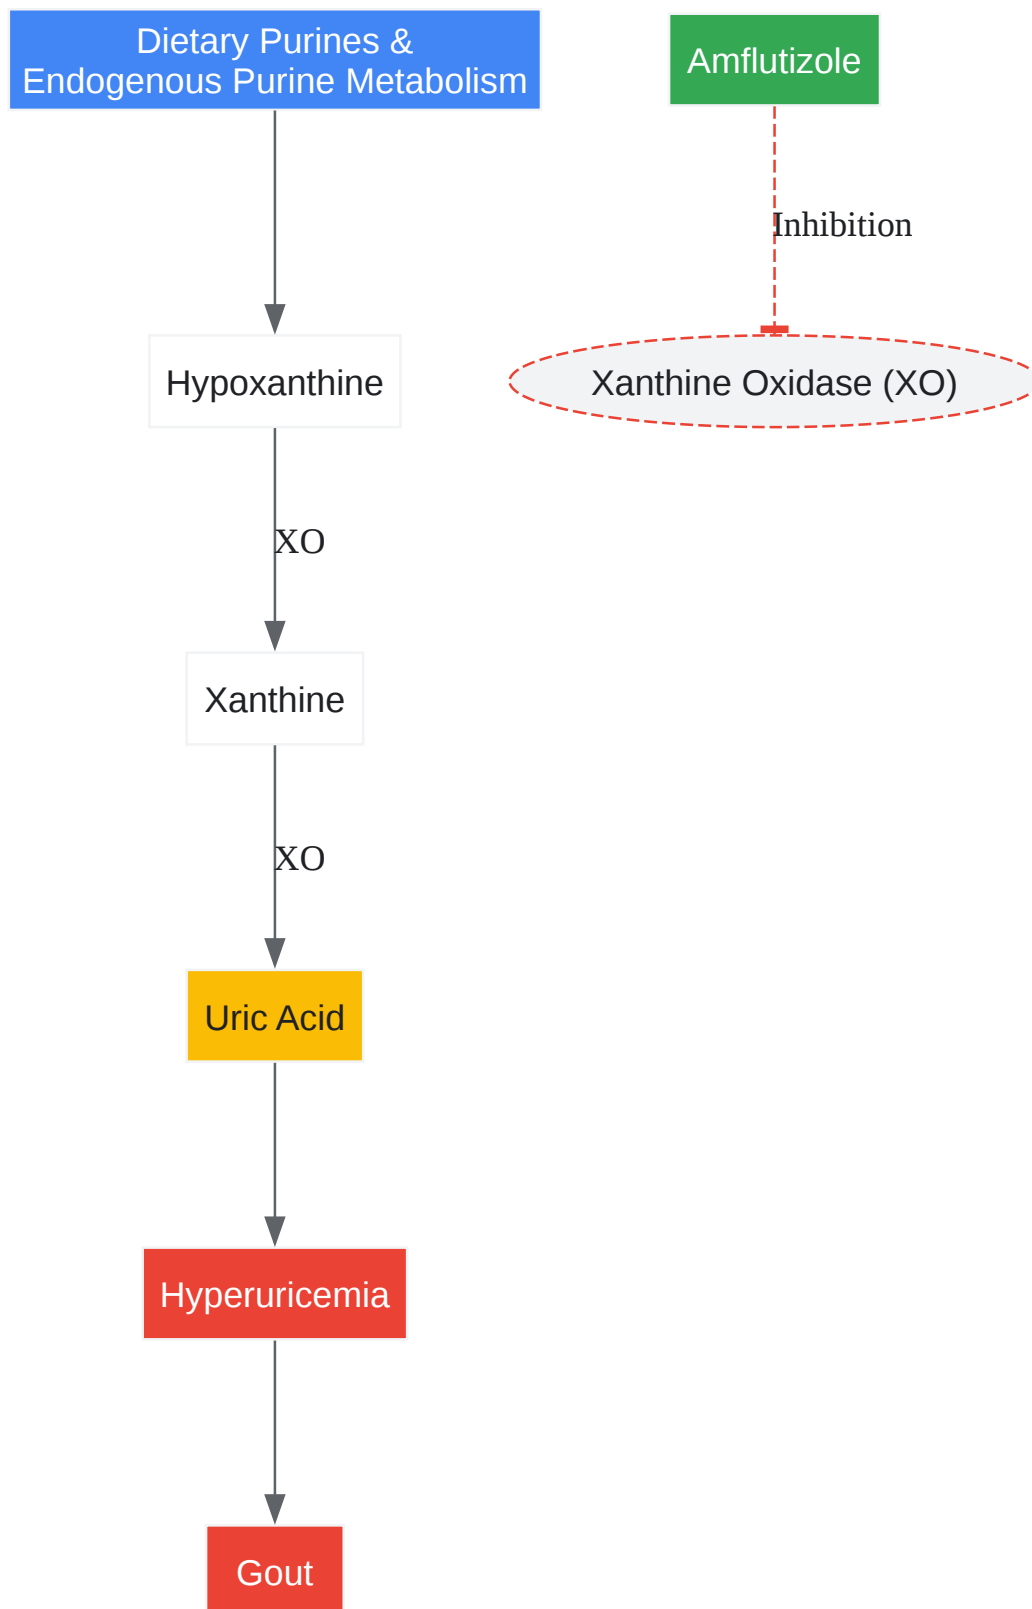 Dietary Purines &
Endogenous Purine Metabolism
Amflutizole
Inhibition
Hypoxanthine
Xanthine Oxidase (XO)
XO
Xanthine
XO
Uric Acid
Hyperuricemia
Gout